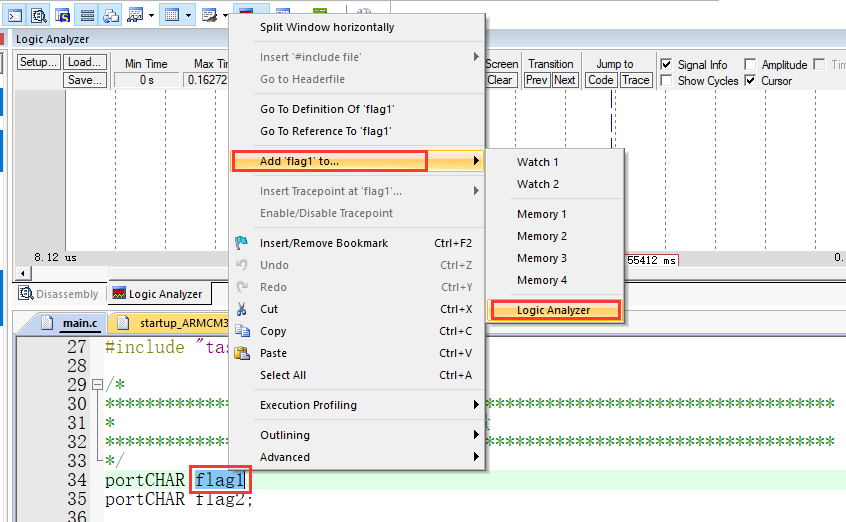 Split Window horizontally
Logic Analyzer
Setup... Load... Min Time Max Tim Screen Transition Jump to Signal Info Amplitude Tim
Save... 0 s 0.16272 Clear Prev Next Code Trace Show Cycles Cursor
Insert '#include file'
Go to Headerfile
Go To Definition Of 'flag1'
Go To Reference To 'flag1'
Add 'flag1' to...
Watch 1
Watch 2
Memory 1
Memory 2
Memory 3
Memory 4
Logic Analyzer
Insert Tracepoint at 'flag1'...
Enable/Disable Tracepoint
Insert/Remove Bookmark Ctrl+F2
Undo Ctrl+Z
Redo Ctrl+Y
Cut Ctrl+X
Copy Ctrl+C
Paste Ctrl+V
Select All Ctrl+A
Execution Profiling
Outlining
Advanced
8.12 us 55412 ms 0.
Disassembly Logic Analyzer
main.c startup_ARMCM3
27 #include "tas
28
29 /*
30 *************************************************************************
31 *
32 *************************************************************************
33 */
34 portCHAR flag1
35 portCHAR flag2;
36